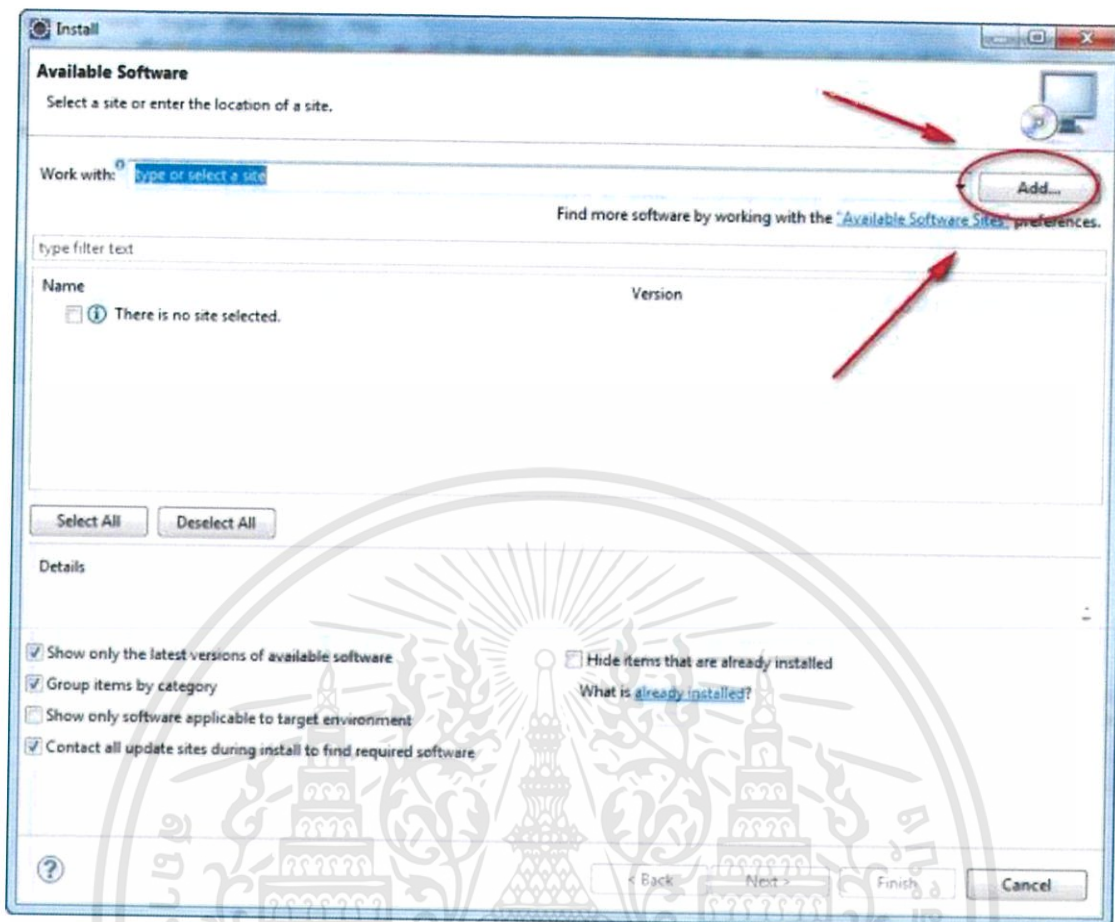 Install
Available Software
Select a site or enter the location of a site.
Work with: type or select a site
Add...
Find more software by working with the "Available Software Sites" preferences.
type filter text
Name Version
There is no site selected.
Select All Deselect All
Details
Show only the latest versions of available software
Hide items that are already installed
Group items by category
What is already installed?
Show only software applicable to target environment
Contact all update sites during install to find required software
< Back Next > Finish Cancel